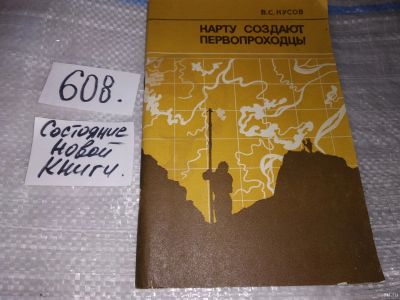 В.С. КУСОВ
КАРТУ СОЗДАЮТ
ПЕРВОПРОХОДЦЫ
608.
Состояние
Новой
Книги.